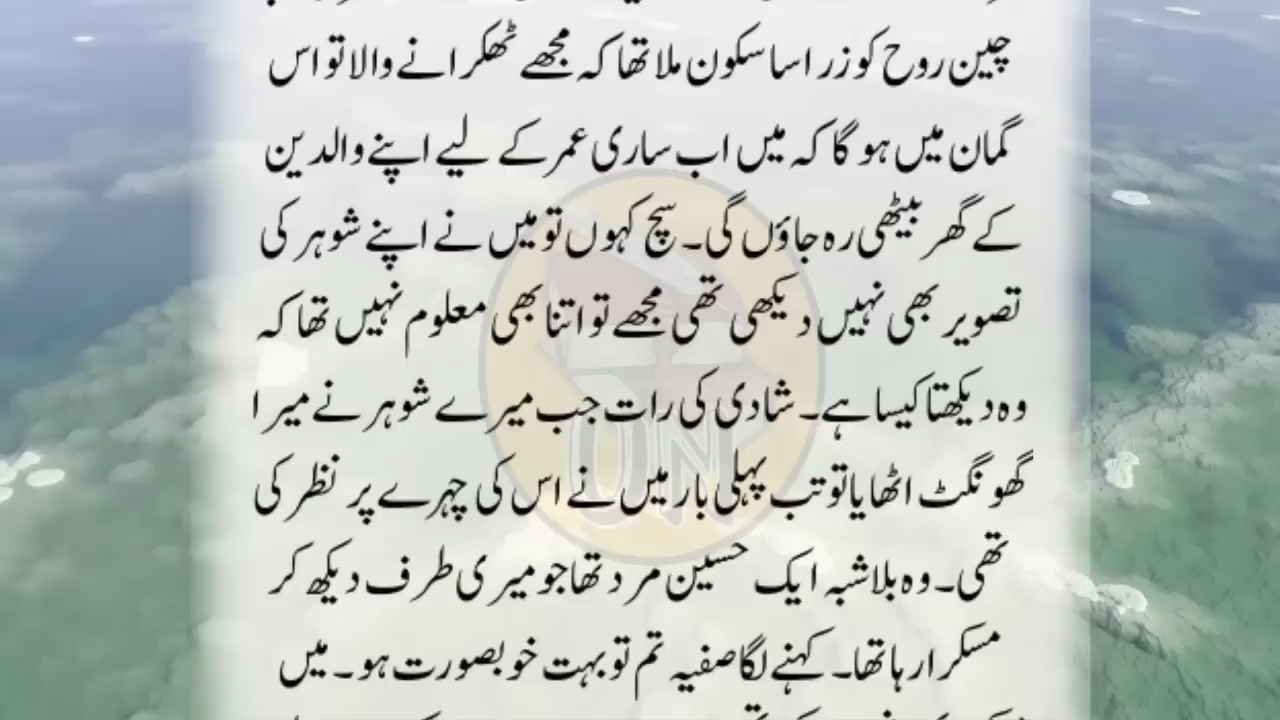 چین روح کو زرا سا سکون ملا تھا کہ مجھے ٹھکرانے والا تو اس
گمان میں ہو گا کہ میں اب ساری عمر کے لیے اپنے والدین
کے گھر بیٹھی رہ جاؤں گی۔ سچ کہوں تو میں نے اپنے شوہر کی
تصویر بھی نہیں دیکھی تھی مجھے تو اتنا بھی معلوم نہیں تھا کہ
وہ دیکھتا کیسا ہے۔ شادی کی رات جب میرے شوہر نے میرا
گھونگٹ اٹھایا تو تب پہلی بار میں نے اس کی چہرے پر نظر کی
تھی۔ وہ بلا شبہ ایک حسین مرد تھا جو میری طرف دیکھ کر
مسکرا رہا تھا۔ کہنے لگا صفیہ تم تو بہت خوبصورت ہو۔ میں
UN